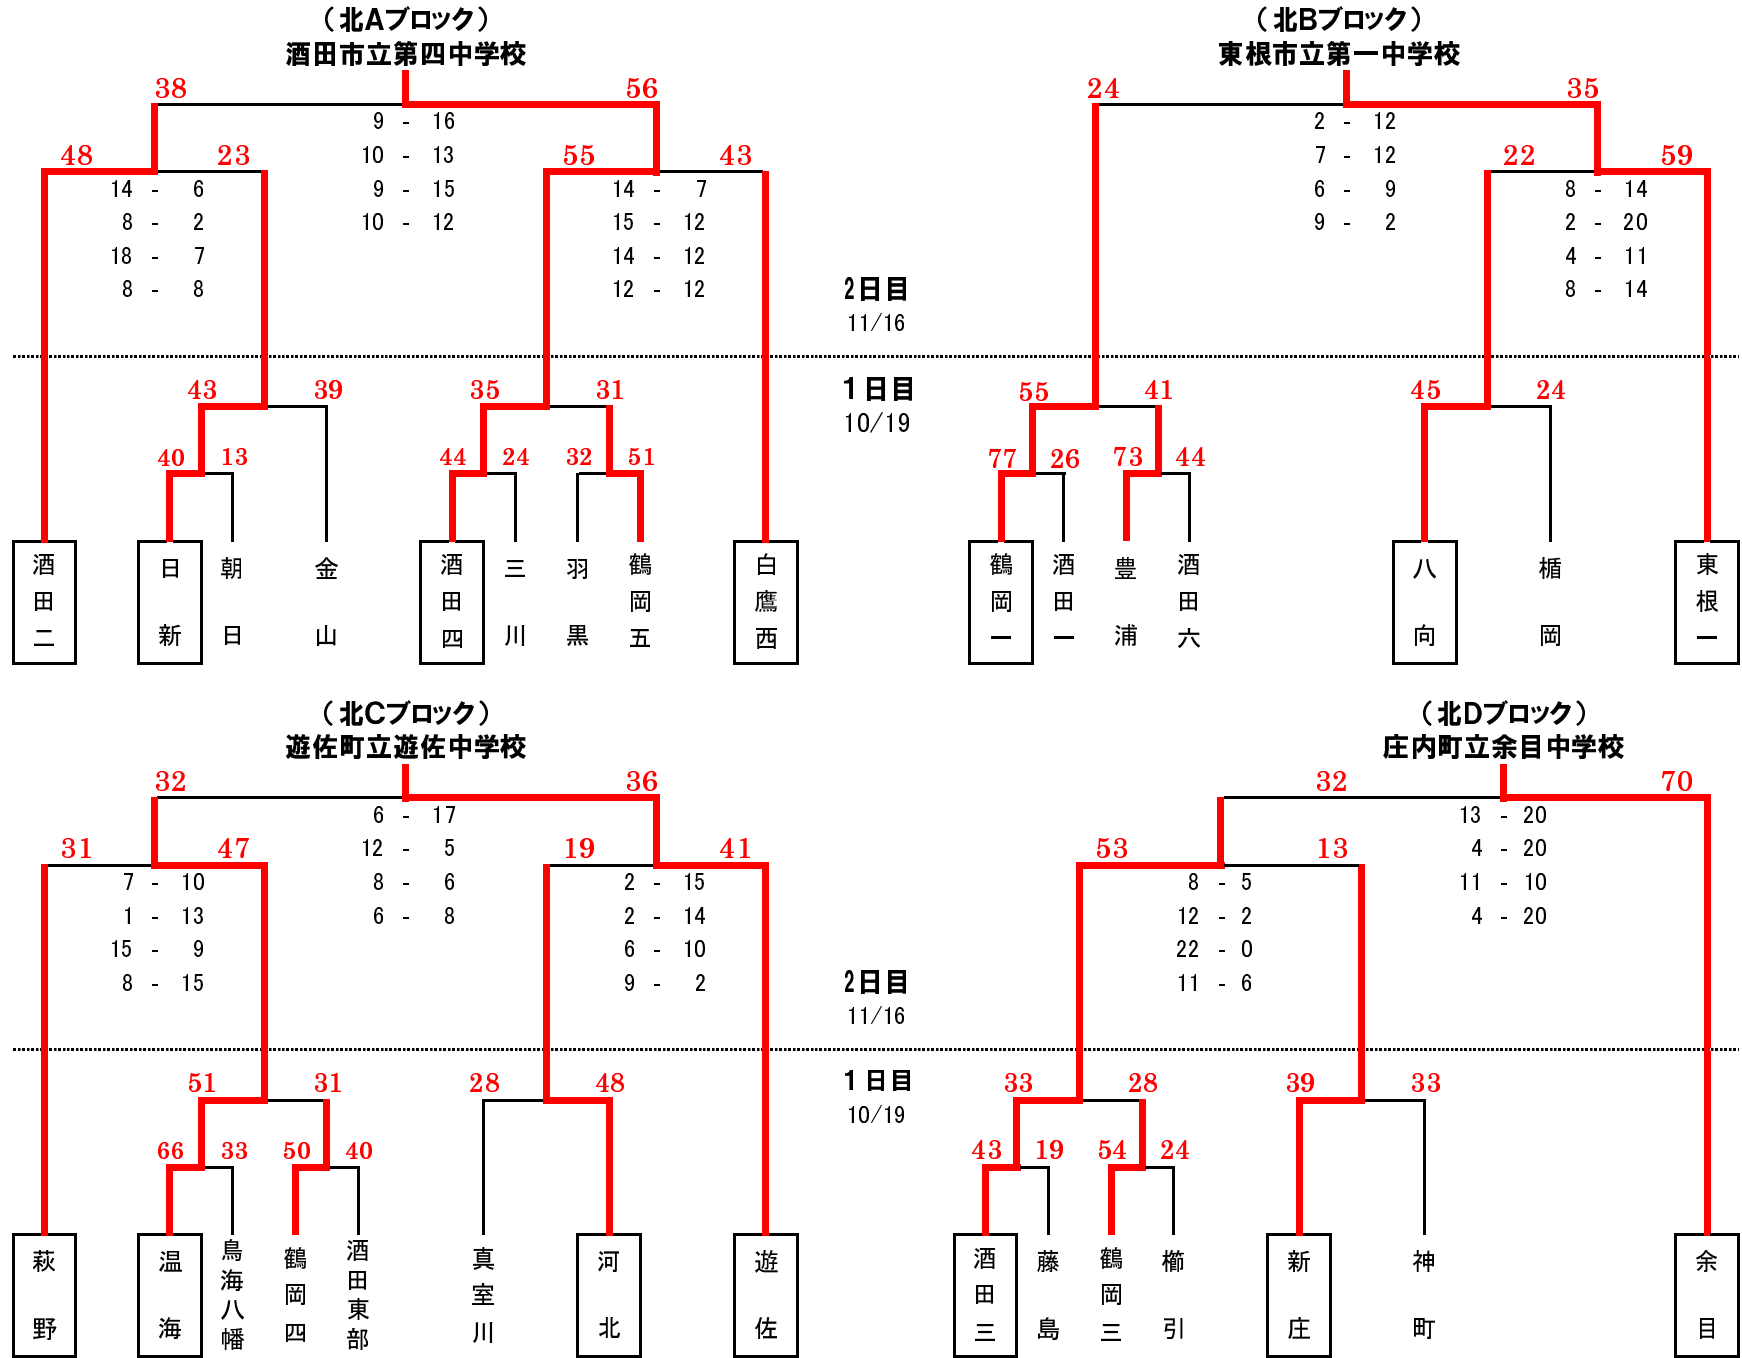 （北Aブロック）
酒田市立第四中学校
38 56
9 - 16
10 - 13
9 - 15
10 - 12
48 23
14 - 6
8 - 2
18 - 7
8 - 8
55 43
14 - 7
15 - 12
14 - 12
12 - 12
43 39
35 31
40 13
44 24
32 51
酒田二
日新
朝日
金山
酒田四
三川
羽黒
鶴岡五
白鷹西
2日目
11/16
1日目
10/19
（北Bブロック）
東根市立第一中学校
24 35
2 - 12
7 - 12
6 - 9
9 - 2
22 59
8 - 14
2 - 20
4 - 11
8 - 14
55 41
45 24
77 26
73 44
鶴岡一
酒田一
豊浦
酒田六
八向
楯岡
東根一
（北Cブロック）
遊佐町立遊佐中学校
32 36
6 - 17
12 - 5
8 - 6
6 - 8
31 47
7 - 10
1 - 13
15 - 9
8 - 15
19 41
2 - 15
2 - 14
6 - 10
9 - 2
51 31
28 48
66 33
50 40
萩野
温海
鳥海八幡
鶴岡四
酒田東部
真室川
河北
遊佐
2日目
11/16
1日目
10/19
（北Dブロック）
庄内町立余目中学校
32 70
13 - 20
4 - 20
11 - 10
4 - 20
53 13
8 - 5
12 - 2
22 - 0
11 - 6
33 28
39 33
43 19
54 24
酒田三
藤島
鶴岡三
櫛引
新庄
神町
余目